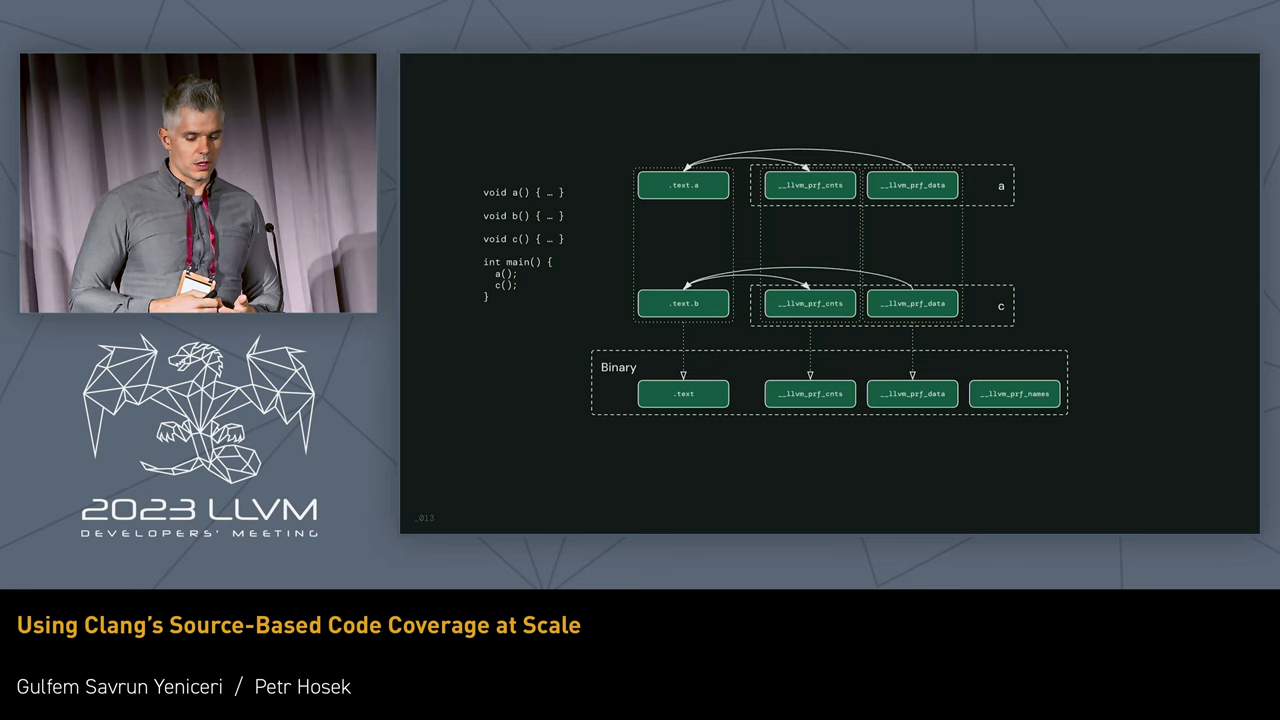 void a() { … }
void b() { … }
void c() { … }
int main() {
a();
c();
}
.text.a
__llvm_prf_cnts
__llvm_prf_data
a
.text.b
__llvm_prf_cnts
__llvm_prf_data
c
Binary
.text
__llvm_prf_cnts
__llvm_prf_data
__llvm_prf_names
_013
2023 LLVM
DEVELOPERS' MEETING
Using Clang's Source-Based Code Coverage at Scale
Gulfem Savrun Yeniceri / Petr Hosek